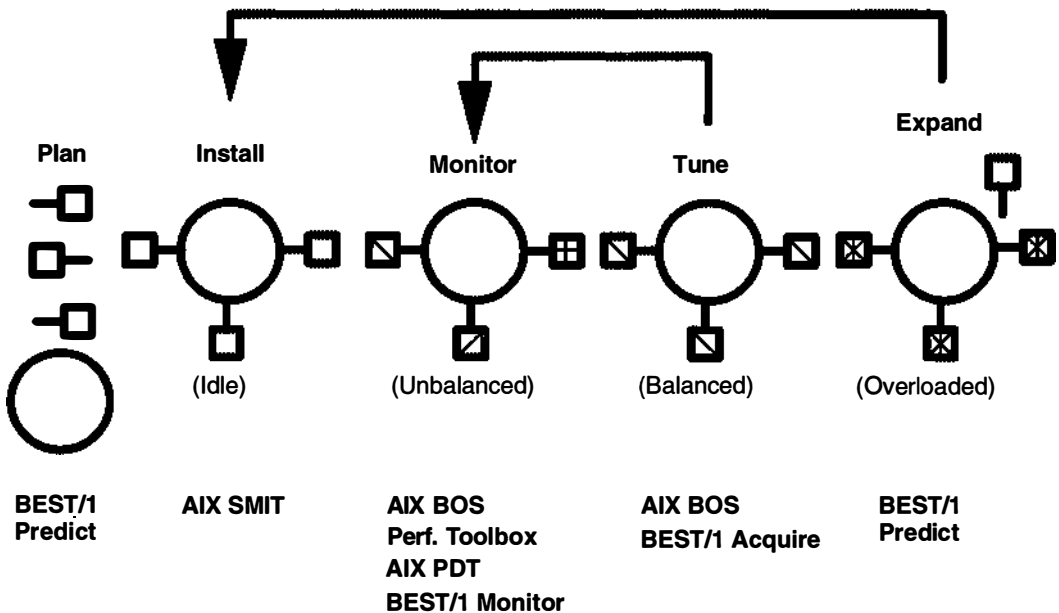 Expand
Plan
Install
Monitor
Tune
(Idle)
(Unbalanced)
(Balanced)
(Overloaded)
BEST/1
Predict
AIX SMIT
AIX BOS
Perf. Toolbox
AIX PDT
BEST/1 Monitor
AIX BOS
BEST/1 Acquire
BEST/1
Predict